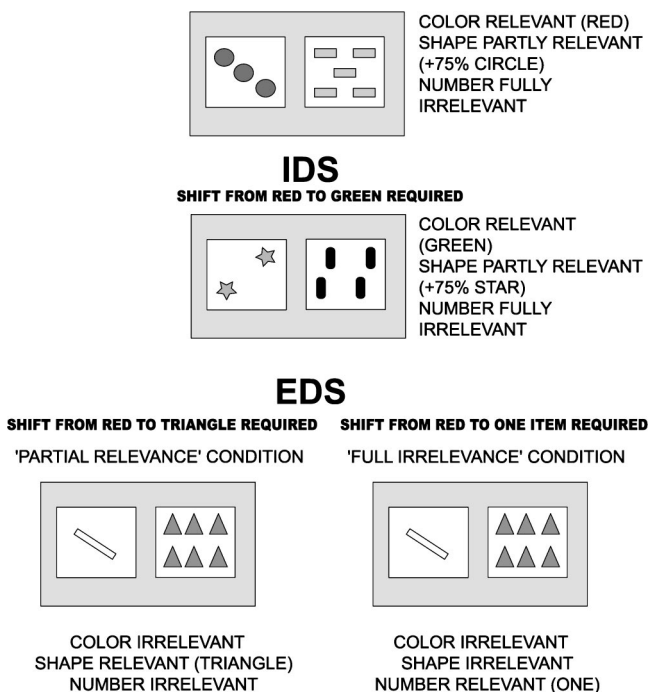 COLOR RELEVANT (RED)
SHAPE PARTLY RELEVANT
(+75% CIRCLE)
NUMBER FULLY
IRRELEVANT
IDS
SHIFT FROM RED TO GREEN REQUIRED
COLOR RELEVANT
(GREEN)
SHAPE PARTLY RELEVANT
(+75% STAR)
NUMBER FULLY
IRRELEVANT
EDS
SHIFT FROM RED TO TRIANGLE REQUIRED
'PARTIAL RELEVANCE' CONDITION
COLOR IRRELEVANT
SHAPE RELEVANT (TRIANGLE)
NUMBER IRRELEVANT
SHIFT FROM RED TO ONE ITEM REQUIRED
'FULL IRRELEVANCE' CONDITION
COLOR IRRELEVANT
SHAPE IRRELEVANT
NUMBER RELEVANT (ONE)